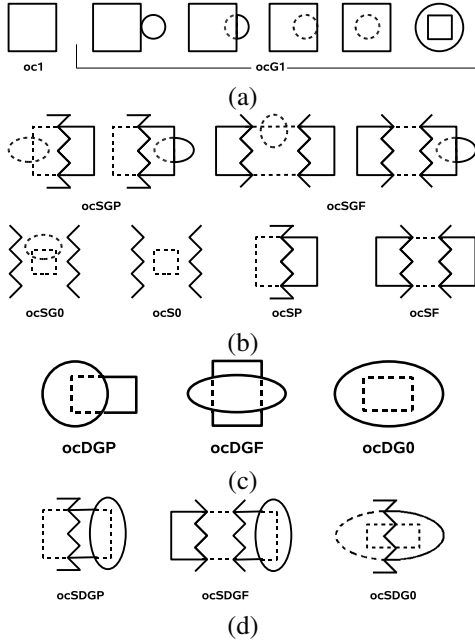 oc1 ocG1
(a)
ocSGP ocSGF
ocSG0 ocS0 ocSP ocSF
(b)
ocDGP ocDGF ocDG0
(c)
ocSDGP ocSDGF ocSDG0
(d)